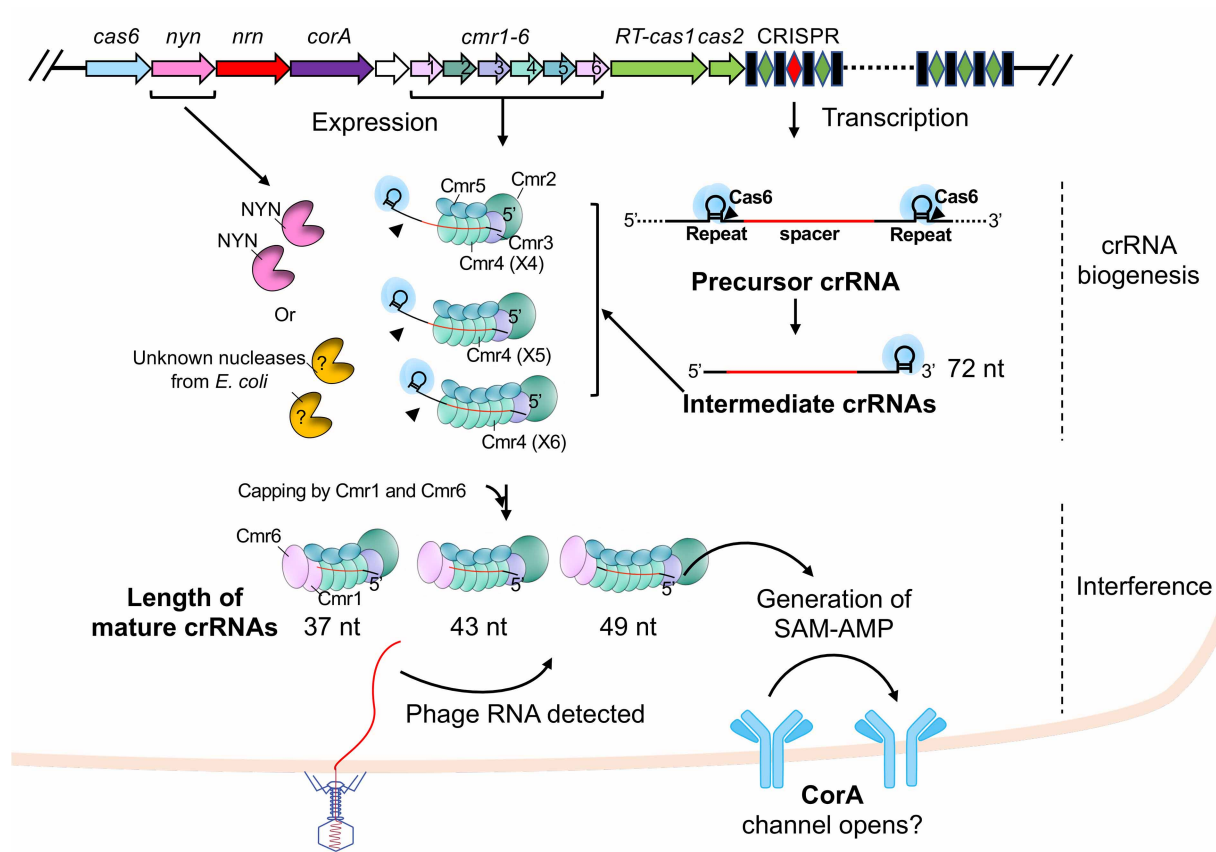 cas6 nyn nrn corA cmr1-6 RT-cas1 cas2 CRISPR
1 2 3 4 5 6
Expression
Transcription
NYN
NYN
Or
Unknown nucleases
from E. coli
?
?
Cmr5
Cmr2
5’
Cmr3
Cmr4 (X4)
5’
Cmr4 (X5)
5’
Cmr4 (X6)
Cas6
Cas6
5’
3’
Repeat
spacer
Repeat
Precursor crRNA
5’
3’
72 nt
Intermediate crRNAs
crRNA
biogenesis
Capping by Cmr1 and Cmr6
Cmr6
5’
Cmr1
5’
5’
Length of
mature crRNAs
37 nt
43 nt
49 nt
Generation of
SAM-AMP
Interference
Phage RNA detected
CorA
channel opens?